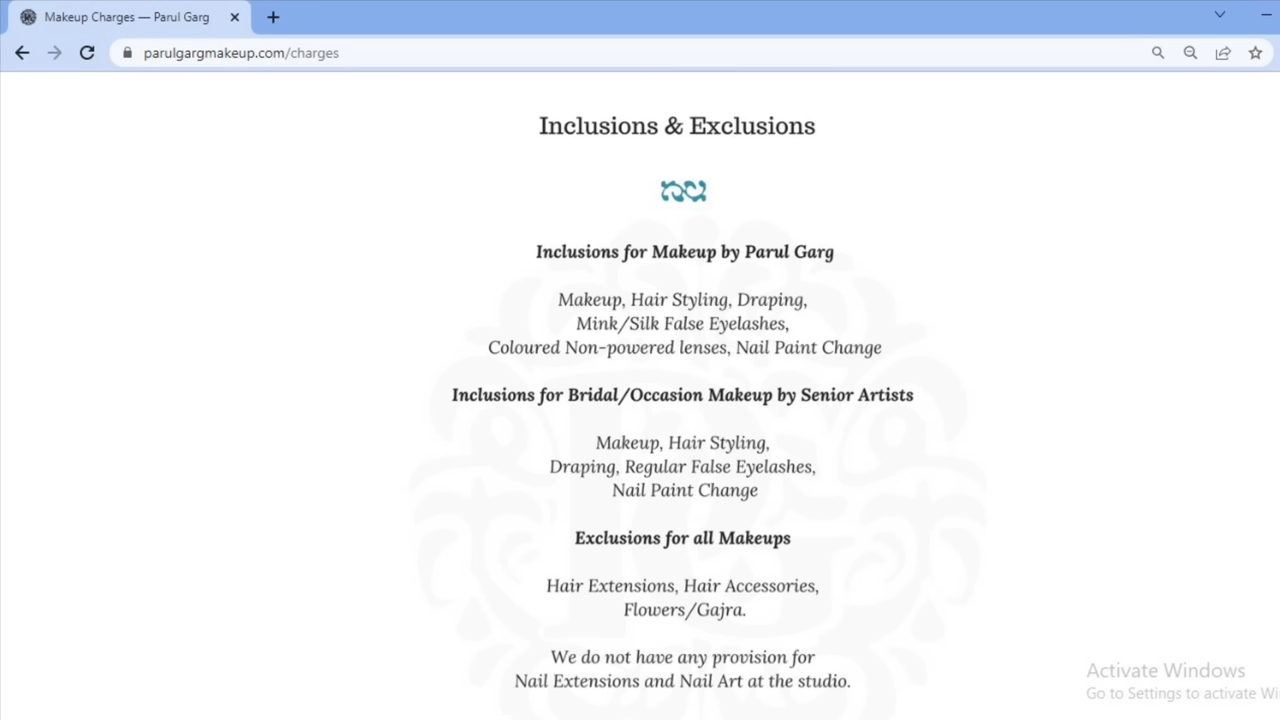 Makeup Charges — Parul Garg
parulgargmakeup.com/charges
Inclusions & Exclusions
Inclusions for Makeup by Parul Garg
Makeup, Hair Styling, Draping,
Mink/Silk False Eyelashes,
Coloured Non-powered lenses, Nail Paint Change
Inclusions for Bridal/Occasion Makeup by Senior Artists
Makeup, Hair Styling,
Draping, Regular False Eyelashes,
Nail Paint Change
Exclusions for all Makeups
Hair Extensions, Hair Accessories,
Flowers/Gajra.
We do not have any provision for
Nail Extensions and Nail Art at the studio.
Activate Windows
Go to Settings to activate Wi